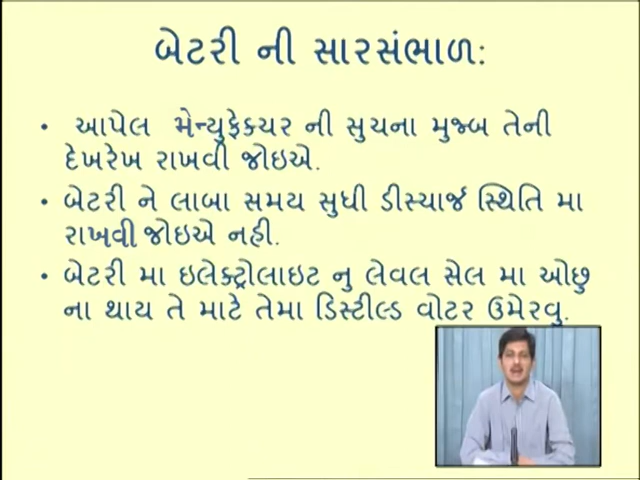 બેટરી ની સારસંભાળ:
• આપેલ મેન્યુફેક્ચર ની સુચના મુજબ તેની
દેખરેખ રાખવી જોઇએ.
• બેટરી ને લાબા સમય સુધી ડીસ્ચાર્જ સ્થિતિ મા
રાખવી જોઇએ નહી.
• બેટરી મા ઇલેક્ટ્રોલાઇટ નુ લેવલ સેલ મા ઓછુ
ના થાય તે માટે તેમા ડિસ્ટીલ્ડ વોટર ઉમેરવુ.